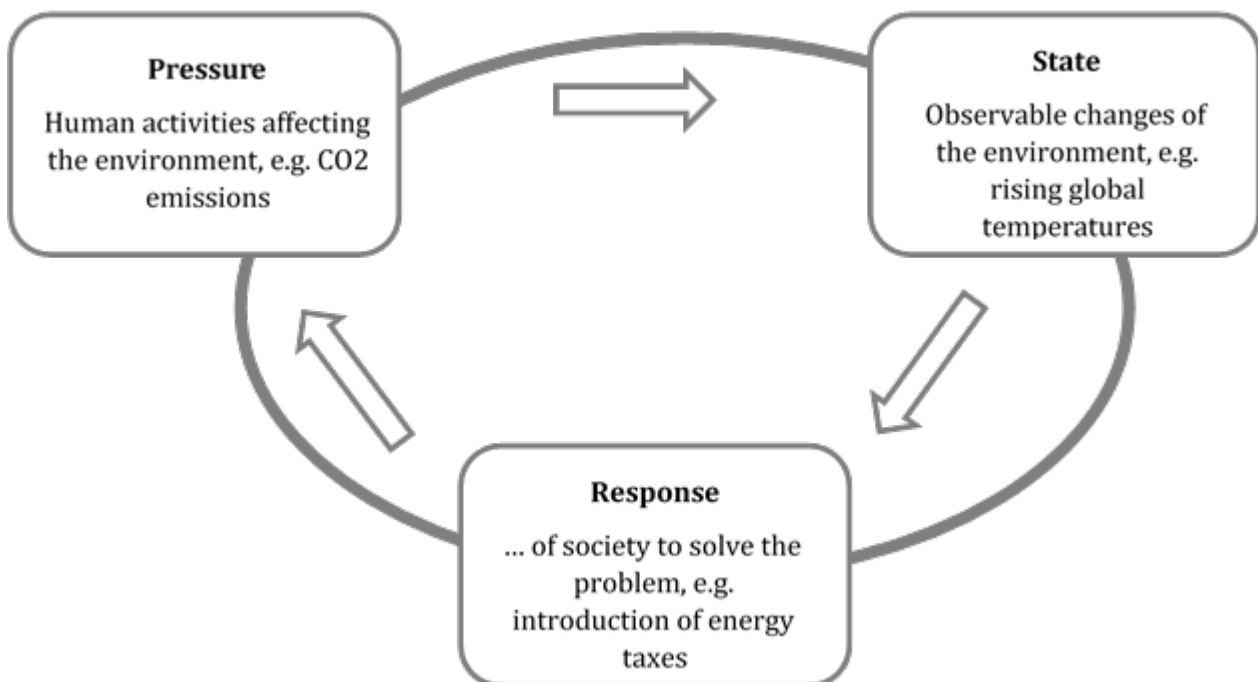 Pressure
Human activities affecting
the environment, e.g. CO2
emissions
State
Observable changes of
the environment, e.g.
rising global
temperatures
Response
... of society to solve the
problem, e.g.
introduction of energy
taxes